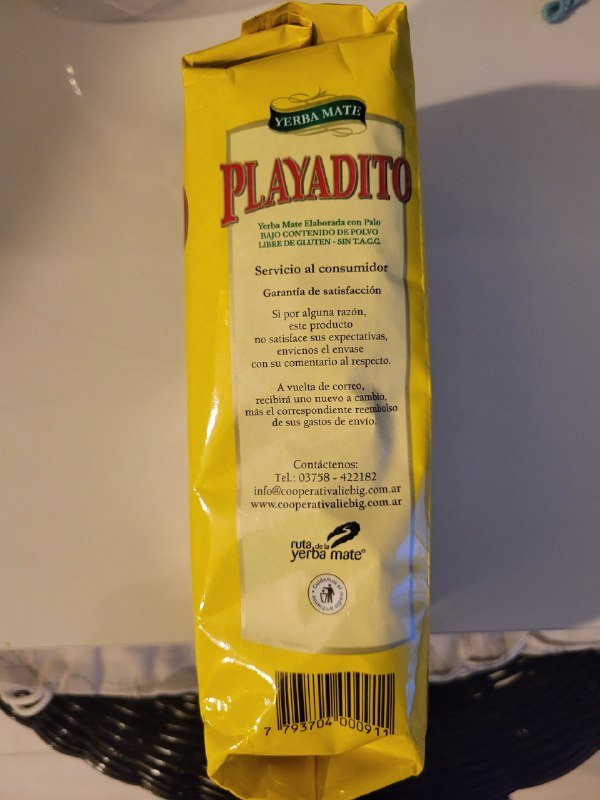 YERBA MATE
PLAYADITO
Yerba Mate Elaborada con Palo
BAJO CONTENIDO DE POLVO
LIBRE DE GLUTEN - SIN T.A.C.C.
Servicio al consumidor
Garantía de satisfacción
Si por alguna razón,
este producto
no satisface sus expectativas,
envíenos el envase
con su comentario al respecto.
A vuelta de correo,
recibirá uno nuevo a cambio,
más el correspondiente reembolso
de sus gastos de envío.
Contáctenos:
Tel.: 03758 - 422182
info@cooperativaliebig.com.ar
www.cooperativaliebig.com.ar
ruta de la
yerba mate®
Cuidemos el medio ambiente
7 793704 000911